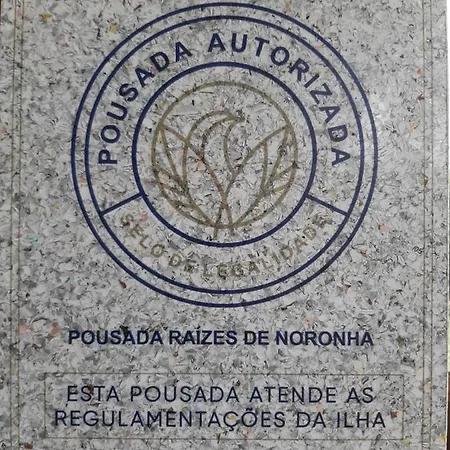 POUSADA AUTORIZADA
SELO DE LEGALIDADE
POUSADA RAÍZES DE NORONHA
ESTA POUSADA ATENDE AS
REGULAMENTAÇÕES DA ILHA